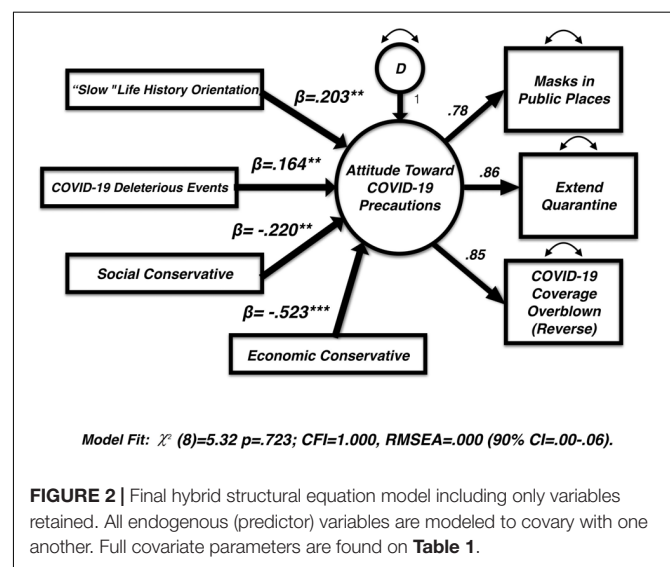 D
1
"Slow "Life History Orientation
β=.203**
.78
Masks in
Public Places
COVID-19 Deleterious Events
β=.164**
Attitude Toward
COVID-19
Precautions
.86
Extend
Quarantine
β= -.220**
Social Conservative
.85
COVID-19
Coverage
Overblown
(Reverse)
β= -.523***
Economic Conservative
Model Fit: χ² (8)=5.32 p=.723; CFI=1.000, RMSEA=.000 (90% CI=.00-.06).
FIGURE 2 | Final hybrid structural equation model including only variables
retained. All endogenous (predictor) variables are modeled to covary with one
another. Full covariate parameters are found on Table 1.